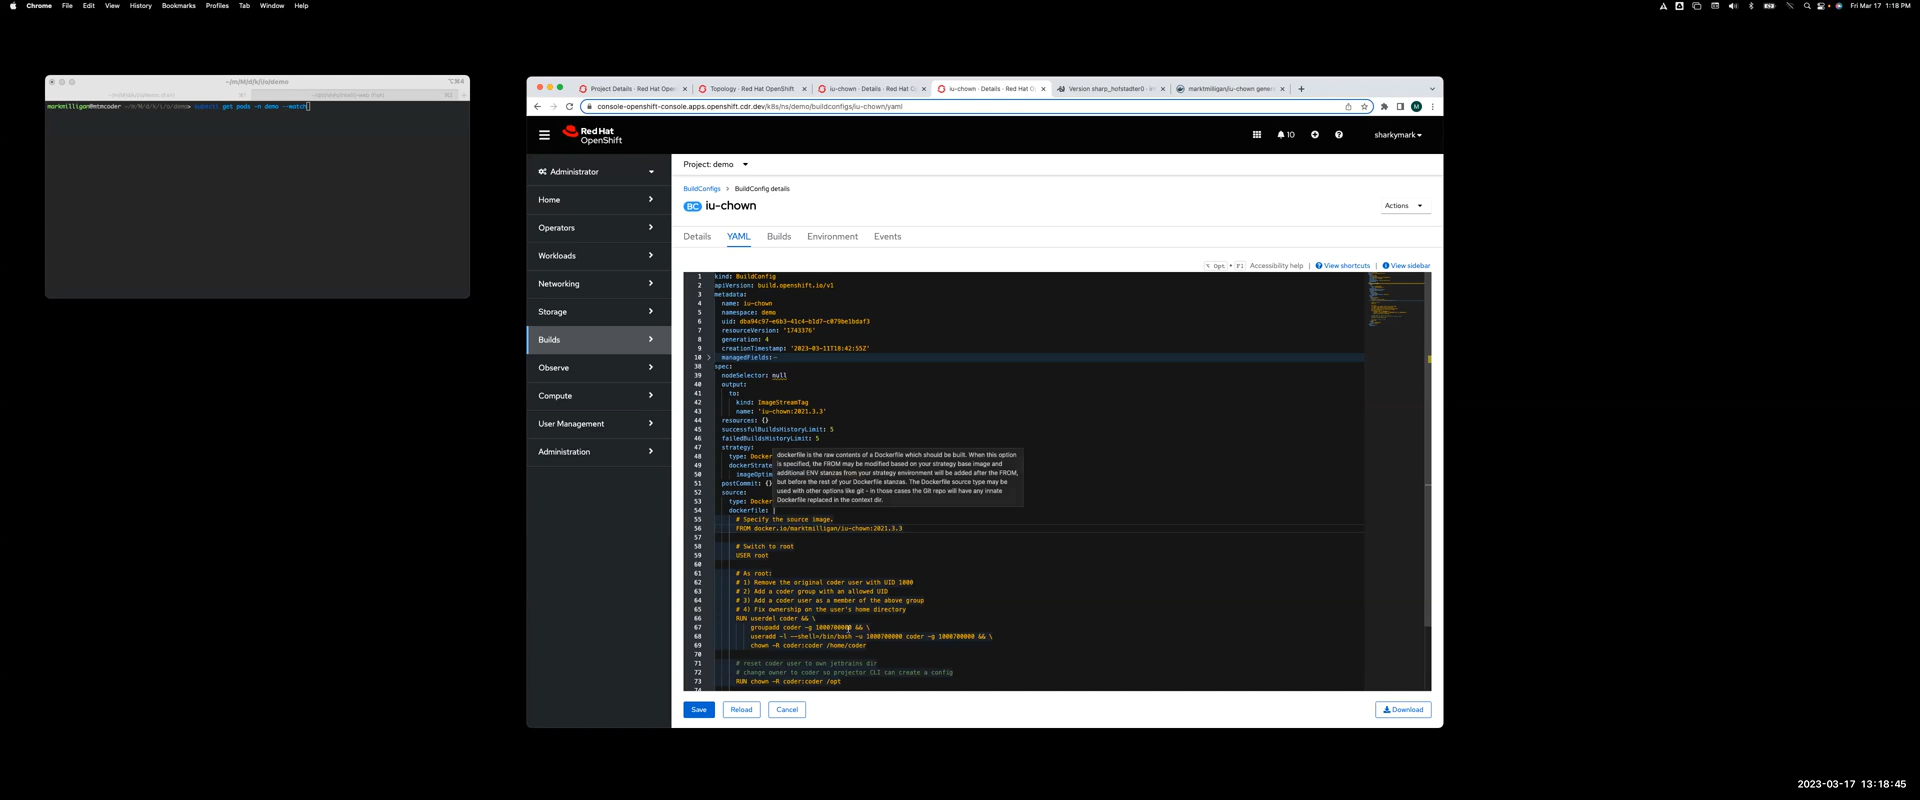 Chrome File Edit View History Bookmarks Profiles Tab Window Help
Fri Mar 17 1:18 PM
~/m/M/d/k/i/o/demo
⌥⌘4
markmilligan@mtmcoder ~/m/M/d/k/i/o/demo> kubectl get pods -n demo --watch
Project Details · Red Hat Open
Topology · Red Hat OpenShift
iu-chown · Details · Red Hat O
iu-chown · Details · Red Hat O
Version sharp_hofstadter0 -
marktmilligan/iu-chown gener
console-openshift-console.apps.openshift.cdr.dev/k8s/ns/demo/buildconfigs/iu-chown/yaml
M
Red Hat
OpenShift
10
sharkymark
Administrator
Home
Operators
Workloads
Networking
Storage
Builds
Observe
Compute
User Management
Administration
Project: demo
BuildConfigs > BuildConfig details
BC iu-chown
Actions
Details YAML Builds Environment Events
⌥ Opt + F1 Accessibility help | View shortcuts | View sidebar
1 kind: BuildConfig
2 apiVersion: build.openshift.io/v1
3 metadata:
4 name: iu-chown
5 namespace: demo
6 uid: dba94c97-e6b3-41c4-b1d7-c079be1bdaf3
7 resourceVersion: '1743376'
8 generation: 4
9 creationTimestamp: '2023-03-11T18:42:55Z'
10 managedFields:
38 spec:
39 nodeSelector: null
40 output:
41 to:
42 kind: ImageStreamTag
43 name: 'iu-chown:2021.3.3'
44 resources: {}
45 successfulBuildsHistoryLimit: 5
46 failedBuildsHistoryLimit: 5
47 strategy:
48 type: Docker
49 dockerStrate
50 imageOptim
51 postCommit: {}
52 source:
53 type: Docker
54 dockerfile: |
dockerfile is the raw contents of a Dockerfile which should be built. When this option
is specified, the FROM may be modified based on your strategy base image and
additional ENV stanzas from your strategy environment will be added after the FROM,
but before the rest of your Dockerfile stanzas. The Dockerfile source type may be
used with other options like git - in those cases the Git repo will have any innate
Dockerfile replaced in the context dir.
55 # Specify the source image.
56 FROM docker.io/marktmilligan/iu-chown:2021.3.3
57
58 # Switch to root
59 USER root
60
61 # As root:
62 # 1) Remove the original coder user with UID 1000
63 # 2) Add a coder group with an allowed UID
64 # 3) Add a coder user as a member of the above group
65 # 4) Fix ownership on the user's home directory
66 RUN userdel coder && \
67 groupadd coder -g 1000700000 && \
68 useradd -l --shell=/bin/bash -u 1000700000 coder -g 1000700000 && \
69 chown -R coder:coder /home/coder
70
71 # reset coder user to own jetbrains dir
72 # change owner to coder so projector CLI can create a config
73 RUN chown -R coder:coder /opt
74
Save Reload Cancel Download
2023-03-17 13:18:45